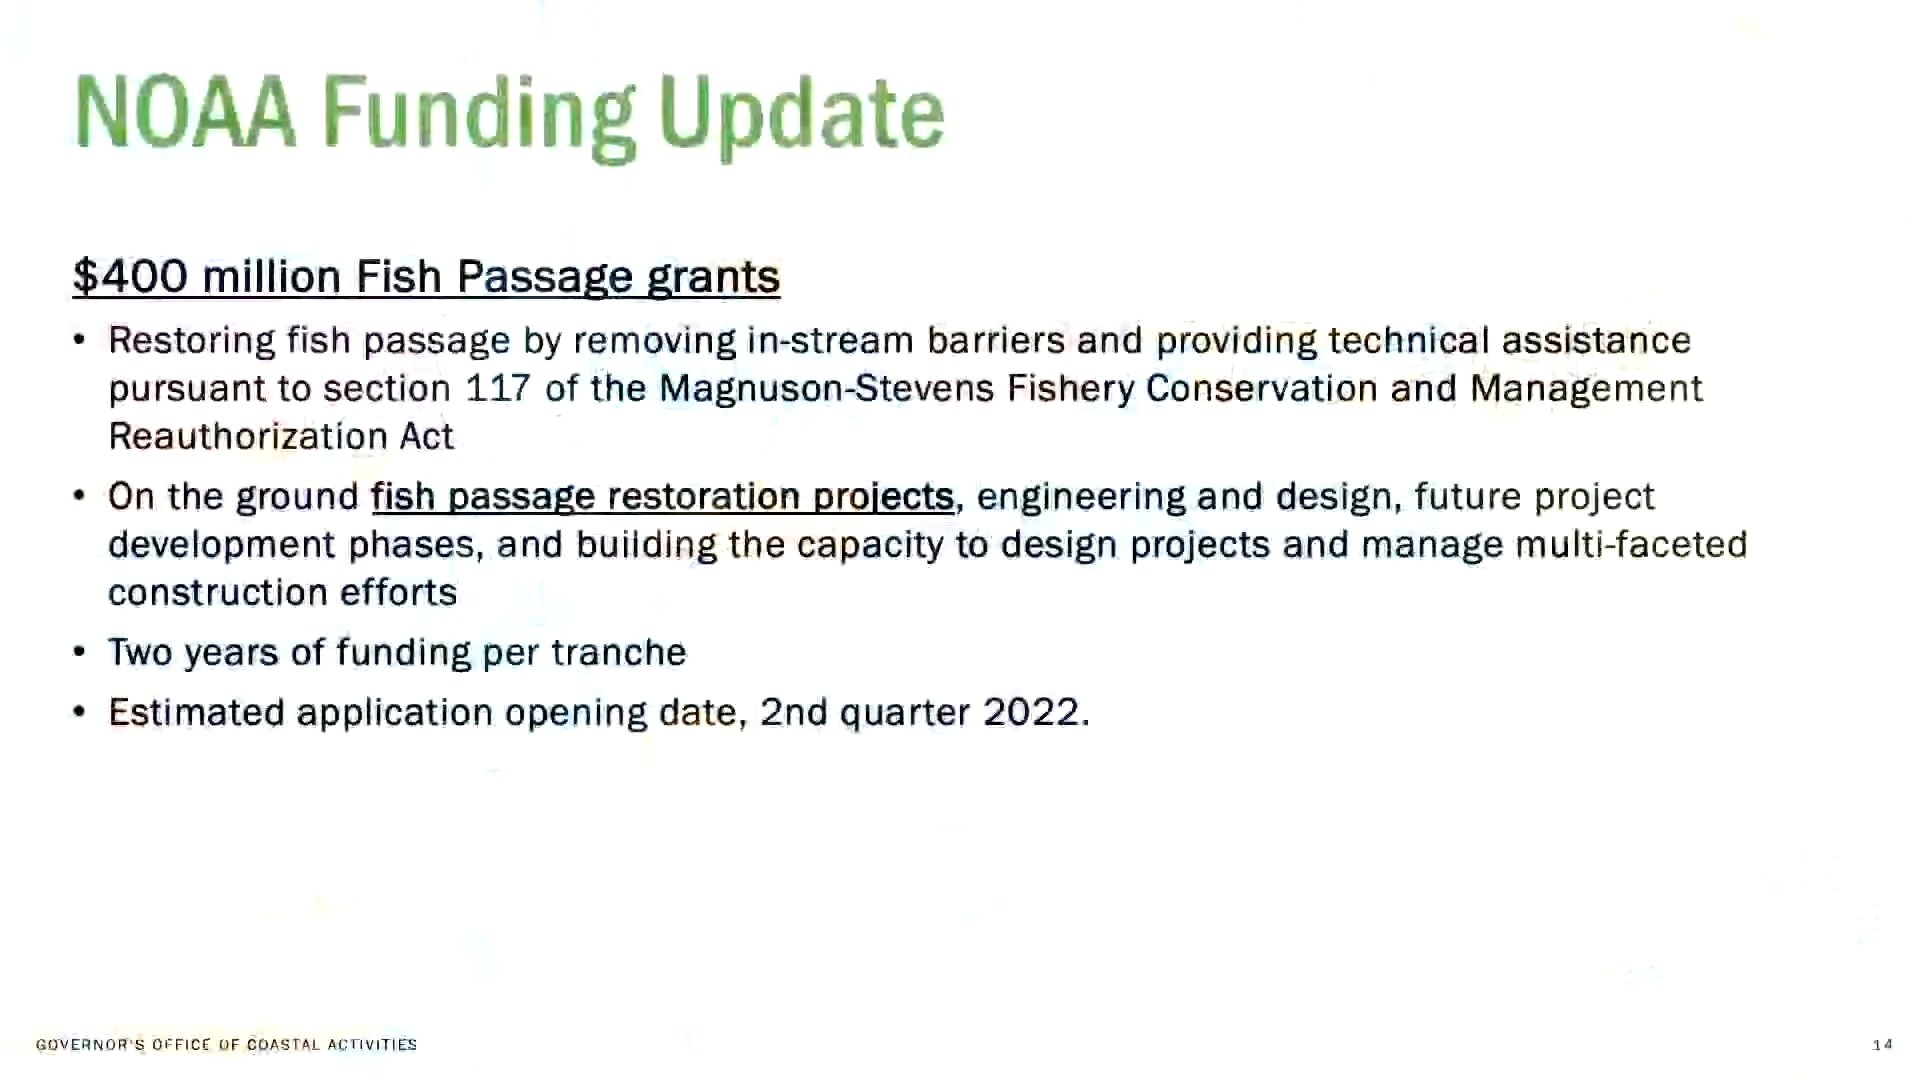 NOAA Funding Update
$400 million Fish Passage grants
• Restoring fish passage by removing in-stream barriers and providing technical assistance
pursuant to section 117 of the Magnuson-Stevens Fishery Conservation and Management
Reauthorization Act
• On the ground fish passage restoration projects, engineering and design, future project
development phases, and building the capacity to design projects and manage multi-faceted
construction efforts
• Two years of funding per tranche
• Estimated application opening date, 2nd quarter 2022.
GOVERNOR'S OFFICE OF COASTAL ACTIVITIES
14